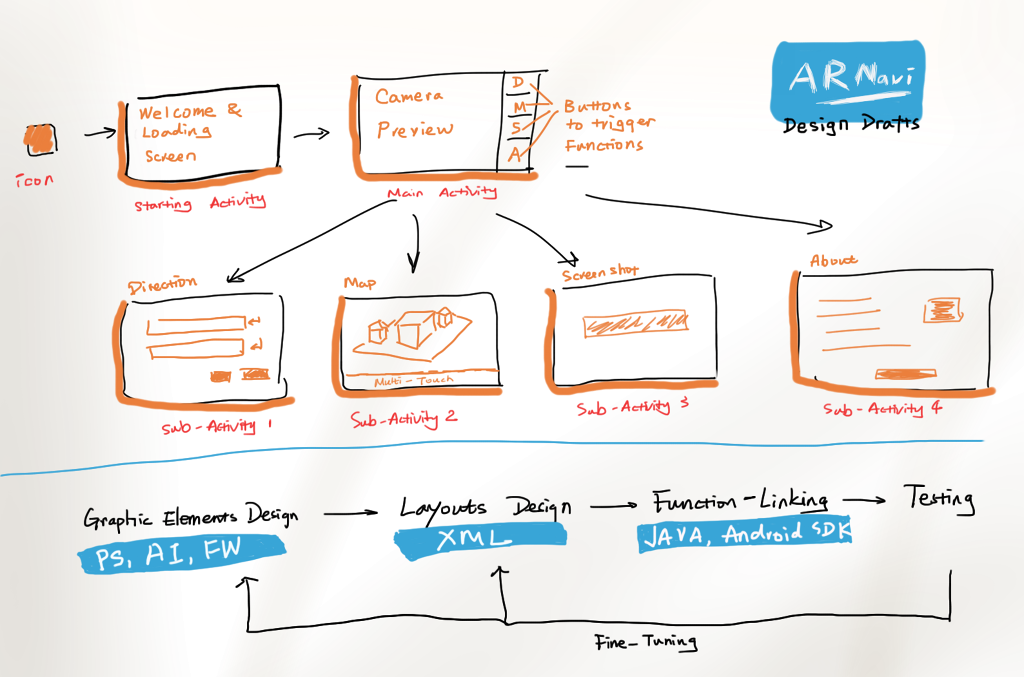 ARNavi
Design Drafts
icon
Welcome &
Loading
Screen
Starting Activity
Camera
Preview
D
M
S
A
Main Activity
Buttons
to trigger
Functions
Direction
Sub-Activity 1
Map
Multi-Touch
Sub-Activity 2
Screenshot
Sub-Activity 3
About
Sub-Activity 4
Graphic Elements Design
PS, AI, FW
Layouts Design
XML
Function-Linking
JAVA, Android SDK
Testing
Fine-Tuning